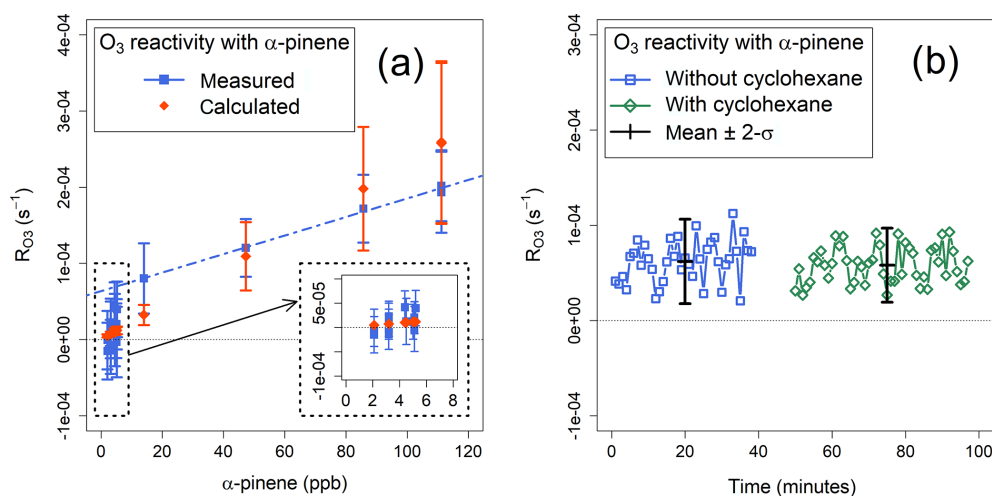 O3 reactivity with α-pinene
Measured
Calculated
(a)
4e-04
3e-04
2e-04
1e-04
0e+00
-1e-04
RO3 (s−1)
5e-05
-1e-04
0 2 4 6 8
0 20 40 60 80 100 120
α-pinene (ppb)
O3 reactivity with α-pinene
Without cyclohexane
With cyclohexane
Mean ± 2-σ
(b)
3e-04
2e-04
1e-04
0e+00
-1e-04
RO3 (s−1)
0 20 40 60 80 100
Time (minutes)